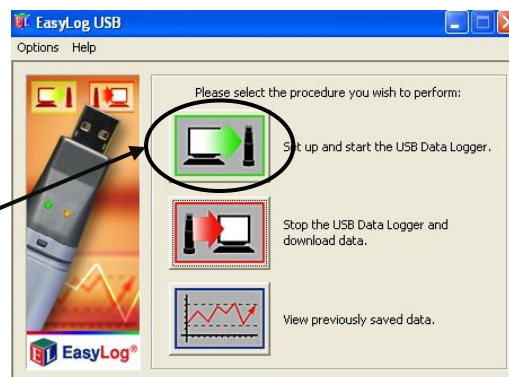 EasyLog USB
Options Help
Please select the procedure you wish to perform:
Set up and start the USB Data Logger.
Stop the USB Data Logger and
download data.
View previously saved data.
EL EasyLog®